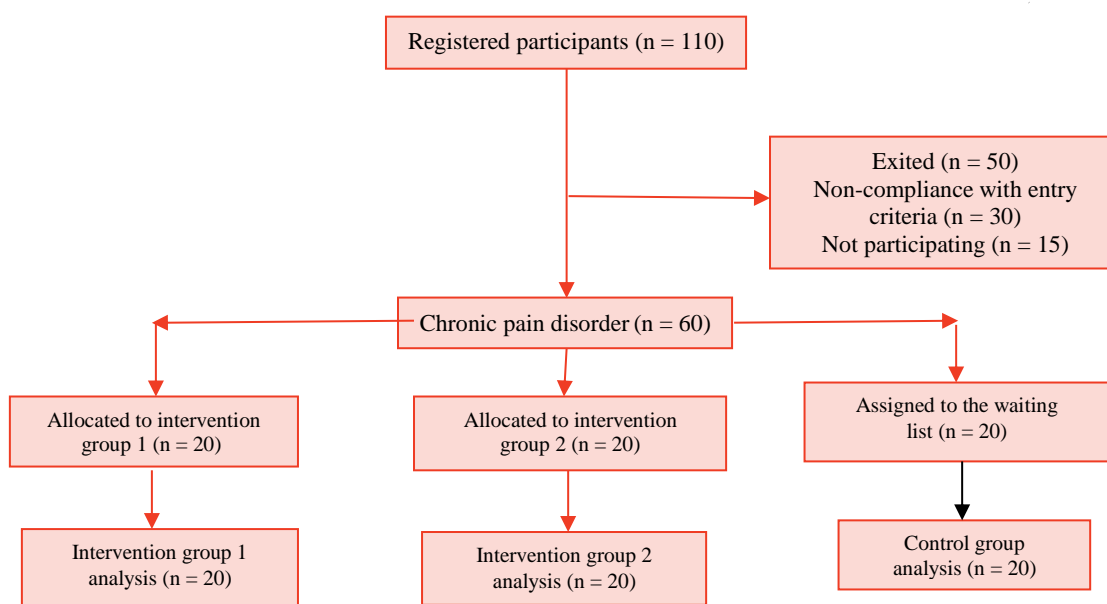 Registered participants (n = 110)
Exited (n = 50)
Non-compliance with entry
criteria (n = 30)
Not participating (n = 15)
Chronic pain disorder (n = 60)
Allocated to intervention
group 1 (n = 20)
Allocated to intervention
group 2 (n = 20)
Assigned to the waiting
list (n = 20)
Intervention group 1
analysis (n = 20)
Intervention group 2
analysis (n = 20)
Control group
analysis (n = 20)